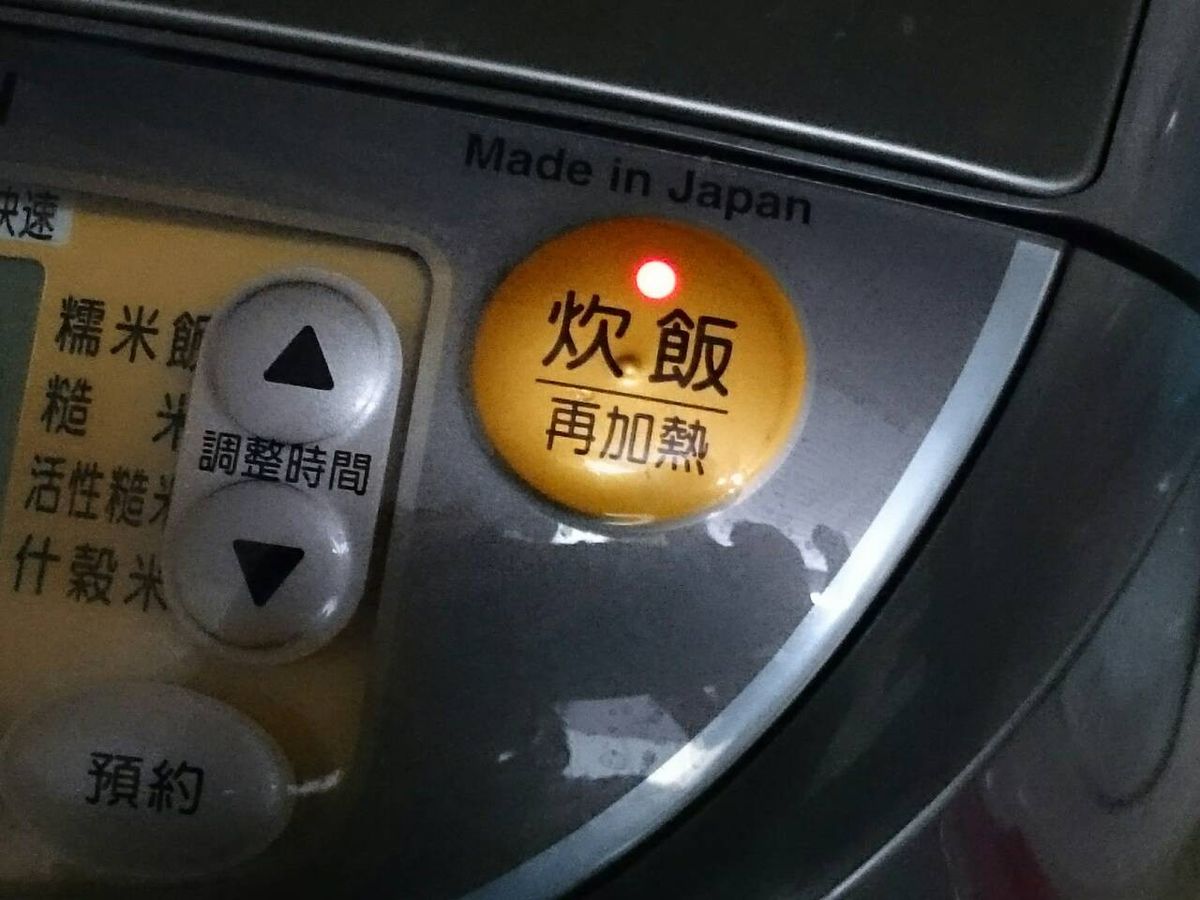 Made in Japan
快速
糯米飯
糙米
活性糙米
什穀米
調整時間
炊飯
再加熱
預約